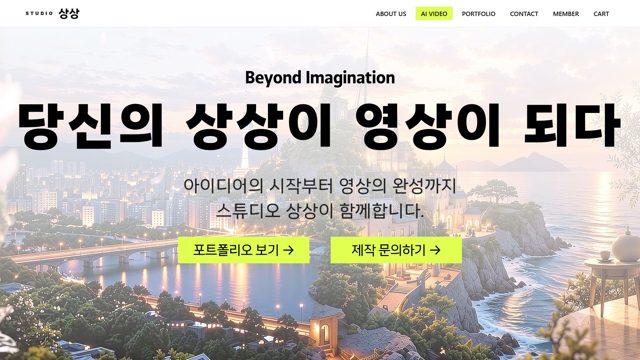 STUDIO 상상
ABOUT US
AI VIDEO
PORTFOLIO
CONTACT
MEMBER
CART
Beyond Imagination
당신의 상상이 영상이 되다
아이디어의 시작부터 영상의 완성까지
스튜디오 상상이 함께합니다.
포트폴리오 보기 →
제작 문의하기 →